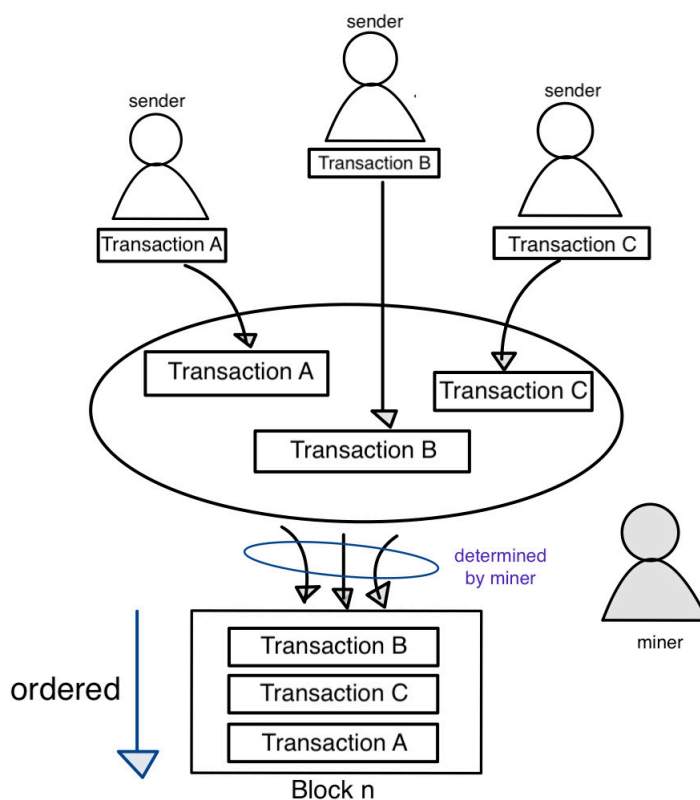 sender
sender
sender
Transaction B
Transaction A
Transaction C
Transaction A
Transaction C
Transaction B
determined
by miner
miner
ordered
Transaction B
Transaction C
Transaction A
Block n